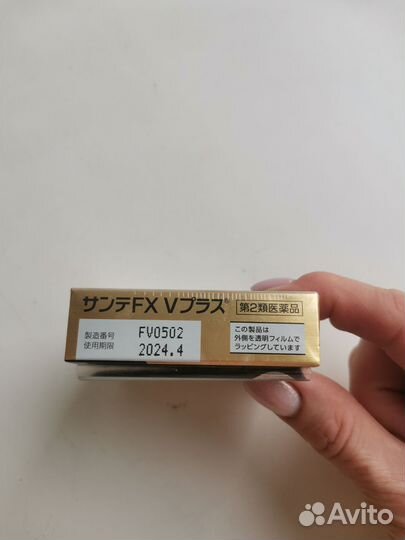 サンテFX Vプラス®
第2類医薬品
製造番号 FV0502
使用期限 2024.4
この製品は
外側を透明フィルムで
ラッピングしています
Avito